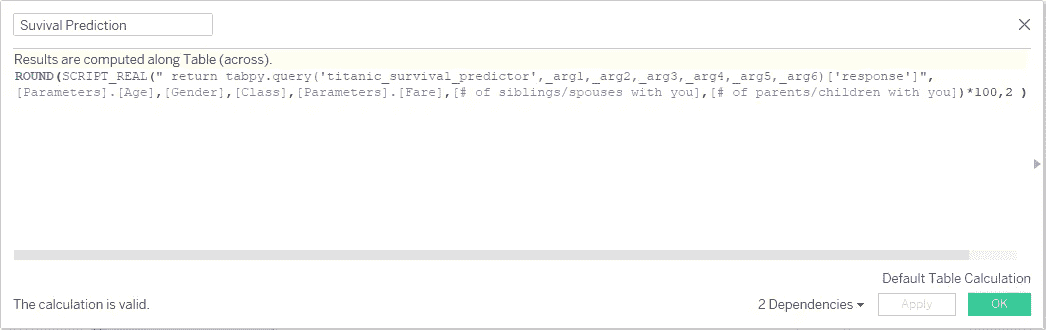 Suvival Prediction
Results are computed along Table (across).
ROUND(SCRIPT_REAL(" return tabpy.query('titanic_survival_predictor',_arg1,_arg2,_arg3,_arg4,_arg5,_arg6)['response']",
[Parameters].[Age],[Gender],[Class],[Parameters].[Fare],[# of siblings/spouses with you],[# of parents/children with you])*100,2 )
Default Table Calculation
The calculation is valid.
2 Dependencies
Apply
OK